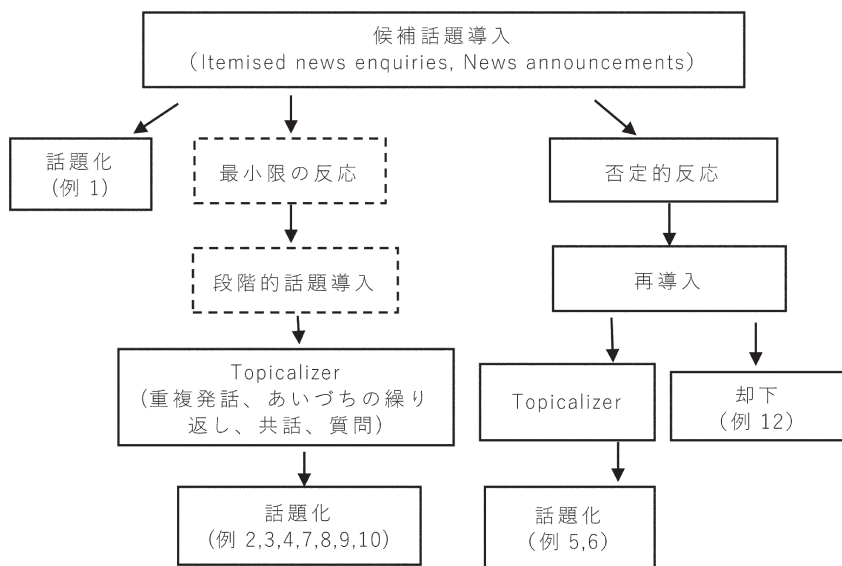 候補話題導入
（Itemised news enquiries, News announcements）
話題化
(例 1)
最小限の反応
否定的反応
段階的話題導入
再導入
Topicalizer
(重複発話、あいづちの繰り
返し、共話、質問)
Topicalizer
却下
（例 12）
話題化
(例 2,3,4,7,8,9,10)
話題化
(例 5,6)